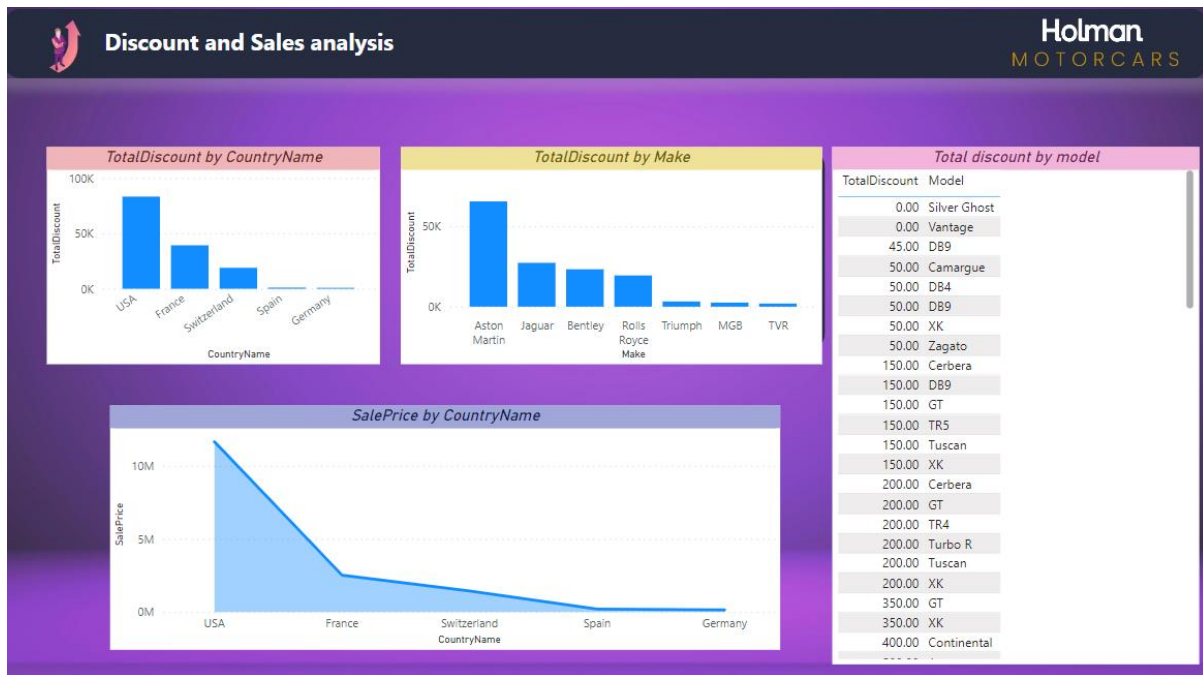 Discount and Sales analysis
Holman
MOTORCARS
TotalDiscount by CountryName
100K
50K
0K
TotalDiscount
USA
France
Switzerland
Spain
Germany
CountryName
TotalDiscount by Make
50K
0K
TotalDiscount
Aston Martin
Jaguar
Bentley
Rolls Royce
Triumph
MGB
TVR
Make
Total discount by model
TotalDiscount Model
0.00 Silver Ghost
0.00 Vantage
45.00 DB9
50.00 Camargue
50.00 DB4
50.00 DB9
50.00 XK
50.00 Zagato
150.00 Cerbera
150.00 DB9
150.00 GT
150.00 TR5
150.00 Tuscan
150.00 XK
200.00 Cerbera
200.00 GT
200.00 TR4
200.00 Turbo R
200.00 Tuscan
200.00 XK
350.00 GT
350.00 XK
400.00 Continental
SalePrice by CountryName
10M
5M
0M
SalePrice
USA
France
Switzerland
Spain
Germany
CountryName